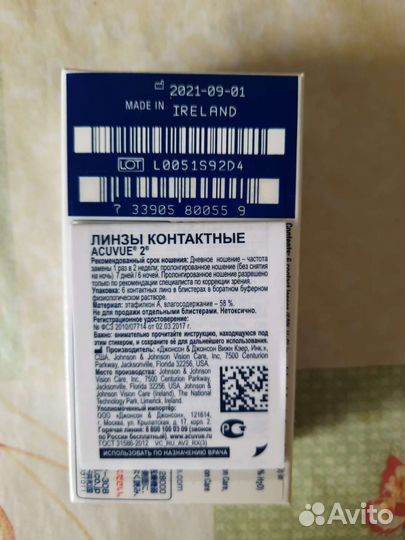 2021-09-01
MADE IN IRELAND
LOT L0051S92D4
7 33905 80055 9
ЛИНЗЫ КОНТАКТНЫЕ
ACUVUE® 2®
Рекомендованный срок ношения: Дневное ношение – частота
замены 1 раз в 2 недели; пролонгированное ношение (без снятия
на ночь) 7 дней / 6 ночей. Пролонгированное ношение разрешено
только по рекомендации специалиста по коррекции зрения.
Упаковка: 6 контактных линз в блистерах в боратном буферном
физиологическом растворе.
Материал: этафилкон А, влагосодержание – 58 %.
Не для продажи отдельными блистерами. Нетоксично.
Регистрационное удостоверение
№ ФСЗ 2010/07714 от 02.03.2017 г.
Важно: внимательно прочитайте инструкцию, находящуюся под
этим стикером, и сохраните её для дальнейшего использования.
Производитель: «Джонсон & Джонсон Вижн Кэер, Инк.»,
США, Johnson & Johnson Vision Care, Inc., 7500 Centurion
Parkway, Jacksonville, Florida 32256, USA.
Johnson & Johnson
Vision Care, Inc., 7500 Centurion Parkway,
Jacksonville, Florida 32256, USA, Johnson &
Johnson Vision Care (Ireland), The National
Technology Park, Limerick, Ireland.
Уполномоченный импортер:
ООО «Джонсон & Джонсон», 121614,
г. Москва, ул. Крылатская, д. 17, корп. 2.
Горячая линия: 8 800 100 03 09 (звонок
по России бесплатный). www.acuvue.ru
ГОСТ 31586-2012 VC_RU_AV2_RX(3)
ИСПОЛЬЗОВАТЬ ПО НАЗНАЧЕНИЮ ВРАЧА
Avito